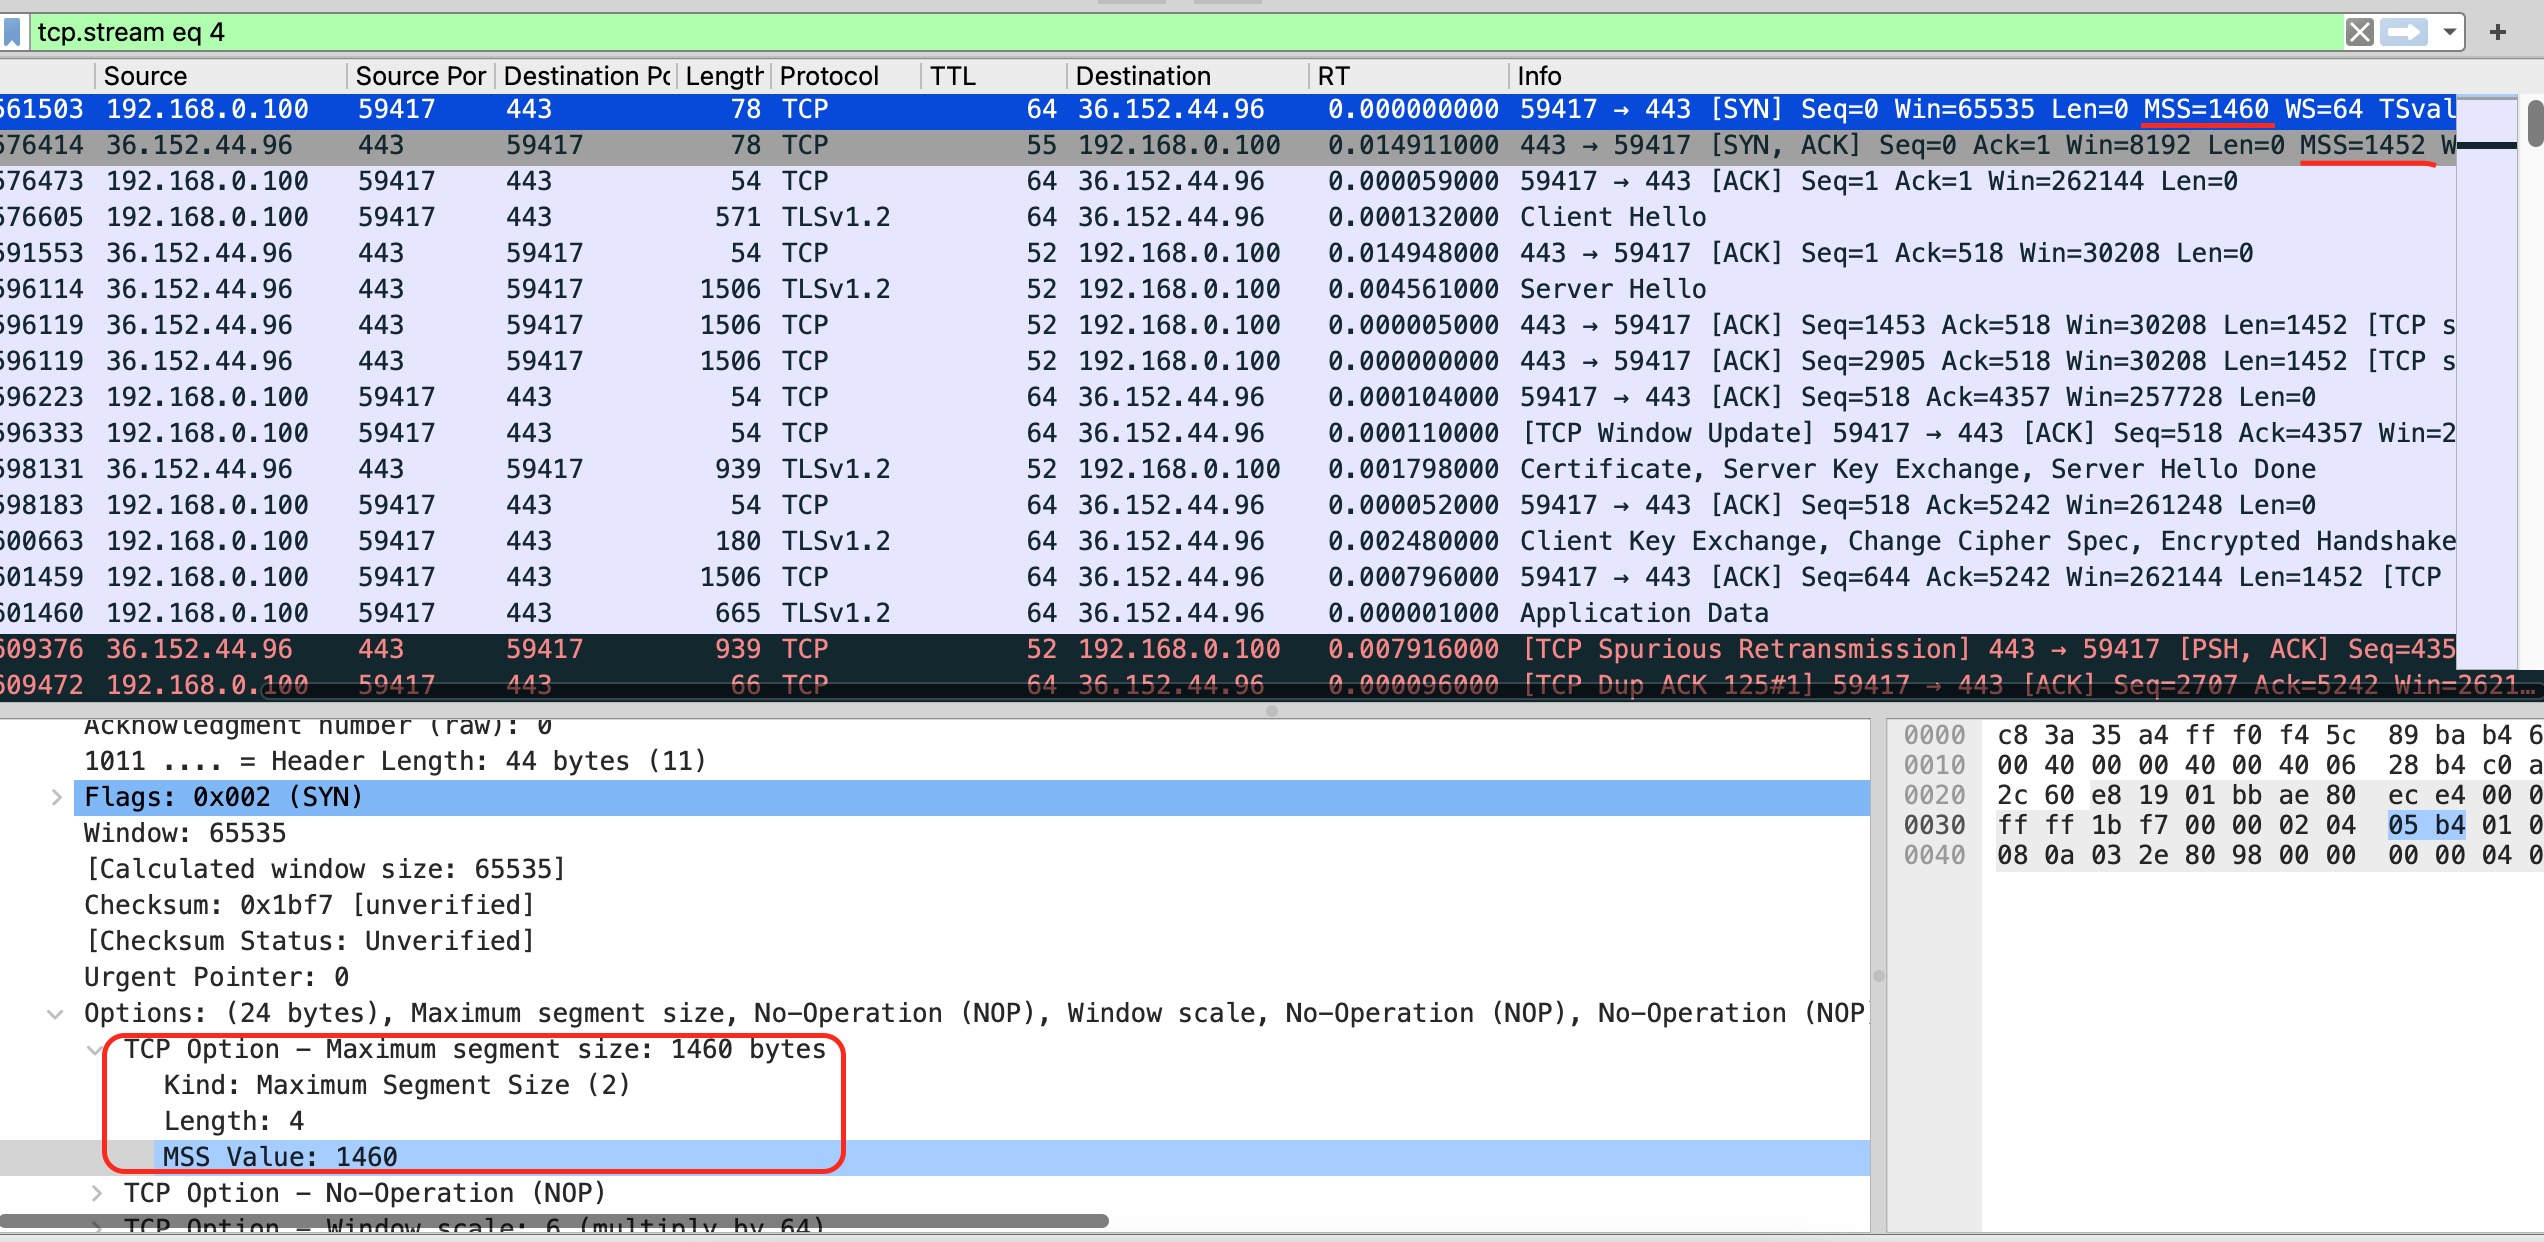 tcp.stream eq 4
Source Source Por Destination Po Length Protocol TTL Destination RT Info
561503 192.168.0.100 59417 443 78 TCP 64 36.152.44.96 0.000000000 59417 → 443 [SYN] Seq=0 Win=65535 Len=0 MSS=1460 WS=64 TSval
576414 36.152.44.96 443 59417 78 TCP 55 192.168.0.100 0.014911000 443 → 59417 [SYN, ACK] Seq=0 Ack=1 Win=8192 Len=0 MSS=1452 W
576473 192.168.0.100 59417 443 54 TCP 64 36.152.44.96 0.000059000 59417 → 443 [ACK] Seq=1 Ack=1 Win=262144 Len=0
576605 192.168.0.100 59417 443 571 TLSv1.2 64 36.152.44.96 0.000132000 Client Hello
591553 36.152.44.96 443 59417 54 TCP 52 192.168.0.100 0.014948000 443 → 59417 [ACK] Seq=1 Ack=518 Win=30208 Len=0
596114 36.152.44.96 443 59417 1506 TLSv1.2 52 192.168.0.100 0.004561000 Server Hello
596119 36.152.44.96 443 59417 1506 TCP 52 192.168.0.100 0.000005000 443 → 59417 [ACK] Seq=1453 Ack=518 Win=30208 Len=1452 [TCP s
596119 36.152.44.96 443 59417 1506 TCP 52 192.168.0.100 0.000000000 443 → 59417 [ACK] Seq=2905 Ack=518 Win=30208 Len=1452 [TCP s
596223 192.168.0.100 59417 443 54 TCP 64 36.152.44.96 0.000104000 59417 → 443 [ACK] Seq=518 Ack=4357 Win=257728 Len=0
596333 192.168.0.100 59417 443 54 TCP 64 36.152.44.96 0.000110000 [TCP Window Update] 59417 → 443 [ACK] Seq=518 Ack=4357 Win=2
598131 36.152.44.96 443 59417 939 TLSv1.2 52 192.168.0.100 0.001798000 Certificate, Server Key Exchange, Server Hello Done
598183 192.168.0.100 59417 443 54 TCP 64 36.152.44.96 0.000052000 59417 → 443 [ACK] Seq=518 Ack=5242 Win=261248 Len=0
600663 192.168.0.100 59417 443 180 TLSv1.2 64 36.152.44.96 0.002480000 Client Key Exchange, Change Cipher Spec, Encrypted Handshake
601459 192.168.0.100 59417 443 1506 TCP 64 36.152.44.96 0.000796000 59417 → 443 [ACK] Seq=644 Ack=5242 Win=262144 Len=1452 [TCP
601460 192.168.0.100 59417 443 665 TLSv1.2 64 36.152.44.96 0.000001000 Application Data
609376 36.152.44.96 443 59417 939 TCP 52 192.168.0.100 0.007916000 [TCP Spurious Retransmission] 443 → 59417 [PSH, ACK] Seq=435
609472 192.168.0.100 59417 443 66 TCP 64 36.152.44.96 0.000096000 [TCP Dup ACK 125#1] 59417 → 443 [ACK] Seq=2707 Ack=5242 Win=2621…
Acknowledgment number (raw): 0
1011 .... = Header Length: 44 bytes (11)
Flags: 0x002 (SYN)
Window: 65535
[Calculated window size: 65535]
Checksum: 0x1bf7 [unverified]
[Checksum Status: Unverified]
Urgent Pointer: 0
Options: (24 bytes), Maximum segment size, No-Operation (NOP), Window scale, No-Operation (NOP), No-Operation (NOP)
TCP Option – Maximum segment size: 1460 bytes
Kind: Maximum Segment Size (2)
Length: 4
MSS Value: 1460
TCP Option – No-Operation (NOP)
TCP Option – Window scale: 6 (multiply by 64)
0000 c8 3a 35 a4 ff f0 f4 5c 89 ba b4 6
0010 00 40 00 00 40 00 40 06 28 b4 c0 a
0020 2c 60 e8 19 01 bb ae 80 ec e4 00 0
0030 ff ff 1b f7 00 00 02 04 05 b4 01 0
0040 08 0a 03 2e 80 98 00 00 00 00 04 0